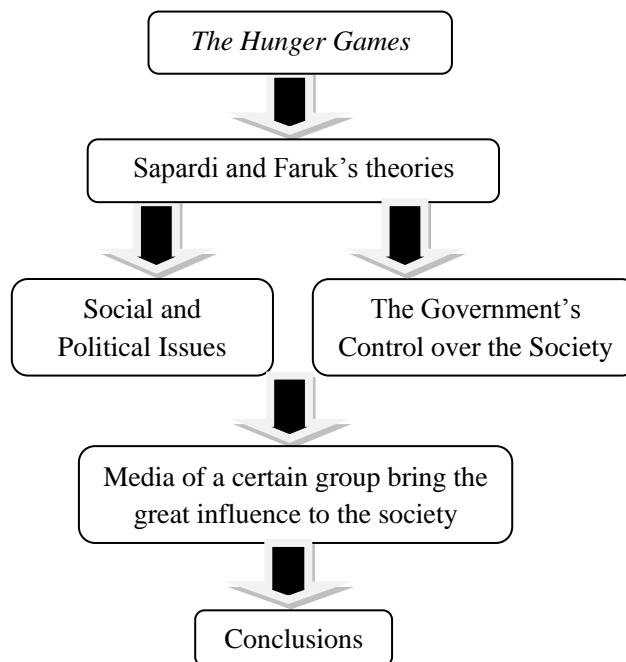 The Hunger Games
Sapardi and Faruk’s theories
Social and
Political Issues
The Government’s
Control over the Society
Media of a certain group bring the
great influence to the society
Conclusions